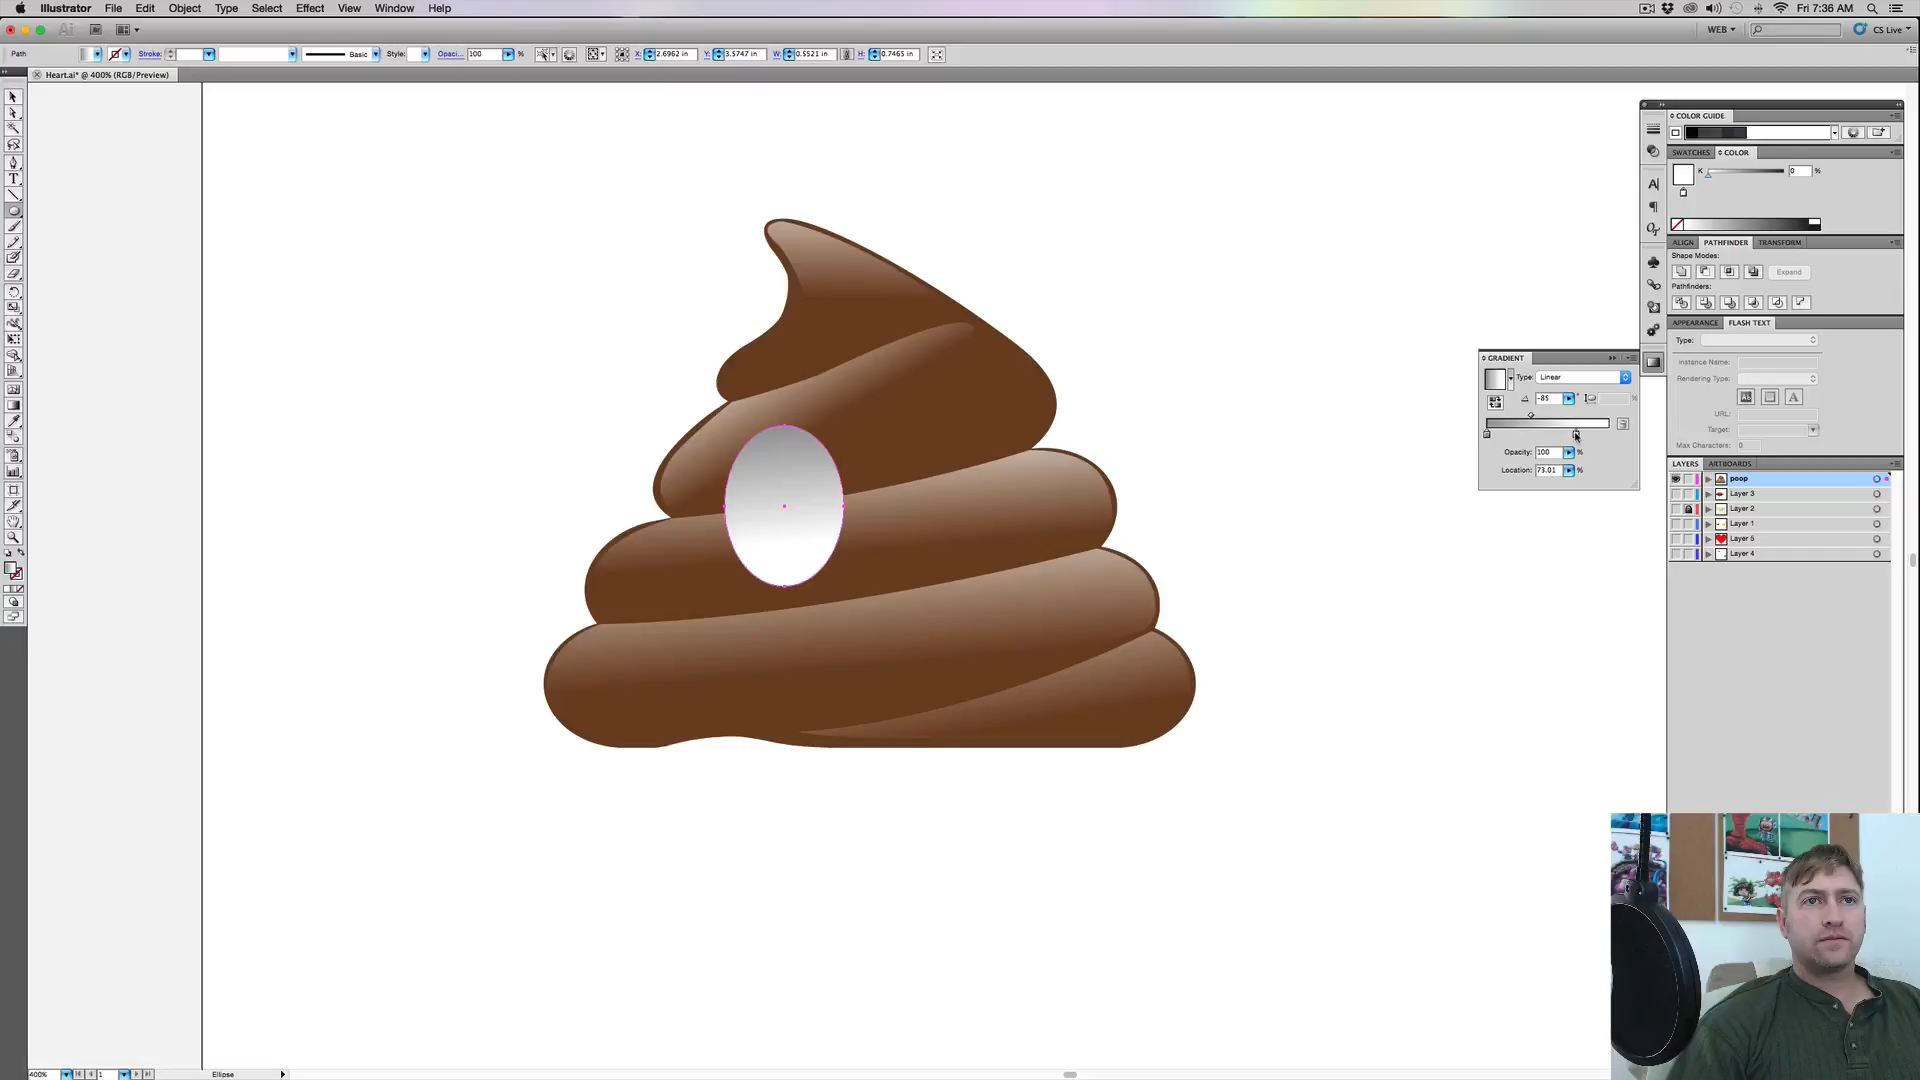 Illustrator File Edit Object Type Select Effect View Window Help
Fri 7:36 AM
Ai
WEB
CS Live
Path
Stroke:
Basic
Style:
Opaci...
100
%
X:
2.6962 in
Y:
3.5747 in
W:
0.5521 in
H:
0.7465 in
Heart.ai* @ 400% (RGB/Preview)
COLOR GUIDE
SWATCHES
COLOR
K
0
%
ALIGN
PATHFINDER
TRANSFORM
Shape Modes:
Expand
Pathfinders:
APPEARANCE
FLASH TEXT
Type:
Instance Name:
Rendering Type:
URL:
Target:
Max Characters:
0
GRADIENT
Type:
Linear
-85
°
%
Opacity:
100
%
Location:
73.01
%
LAYERS
ARTBOARDS
poop
Layer 3
Layer 2
Layer 1
Layer 5
Layer 4
400%
1
Ellipse